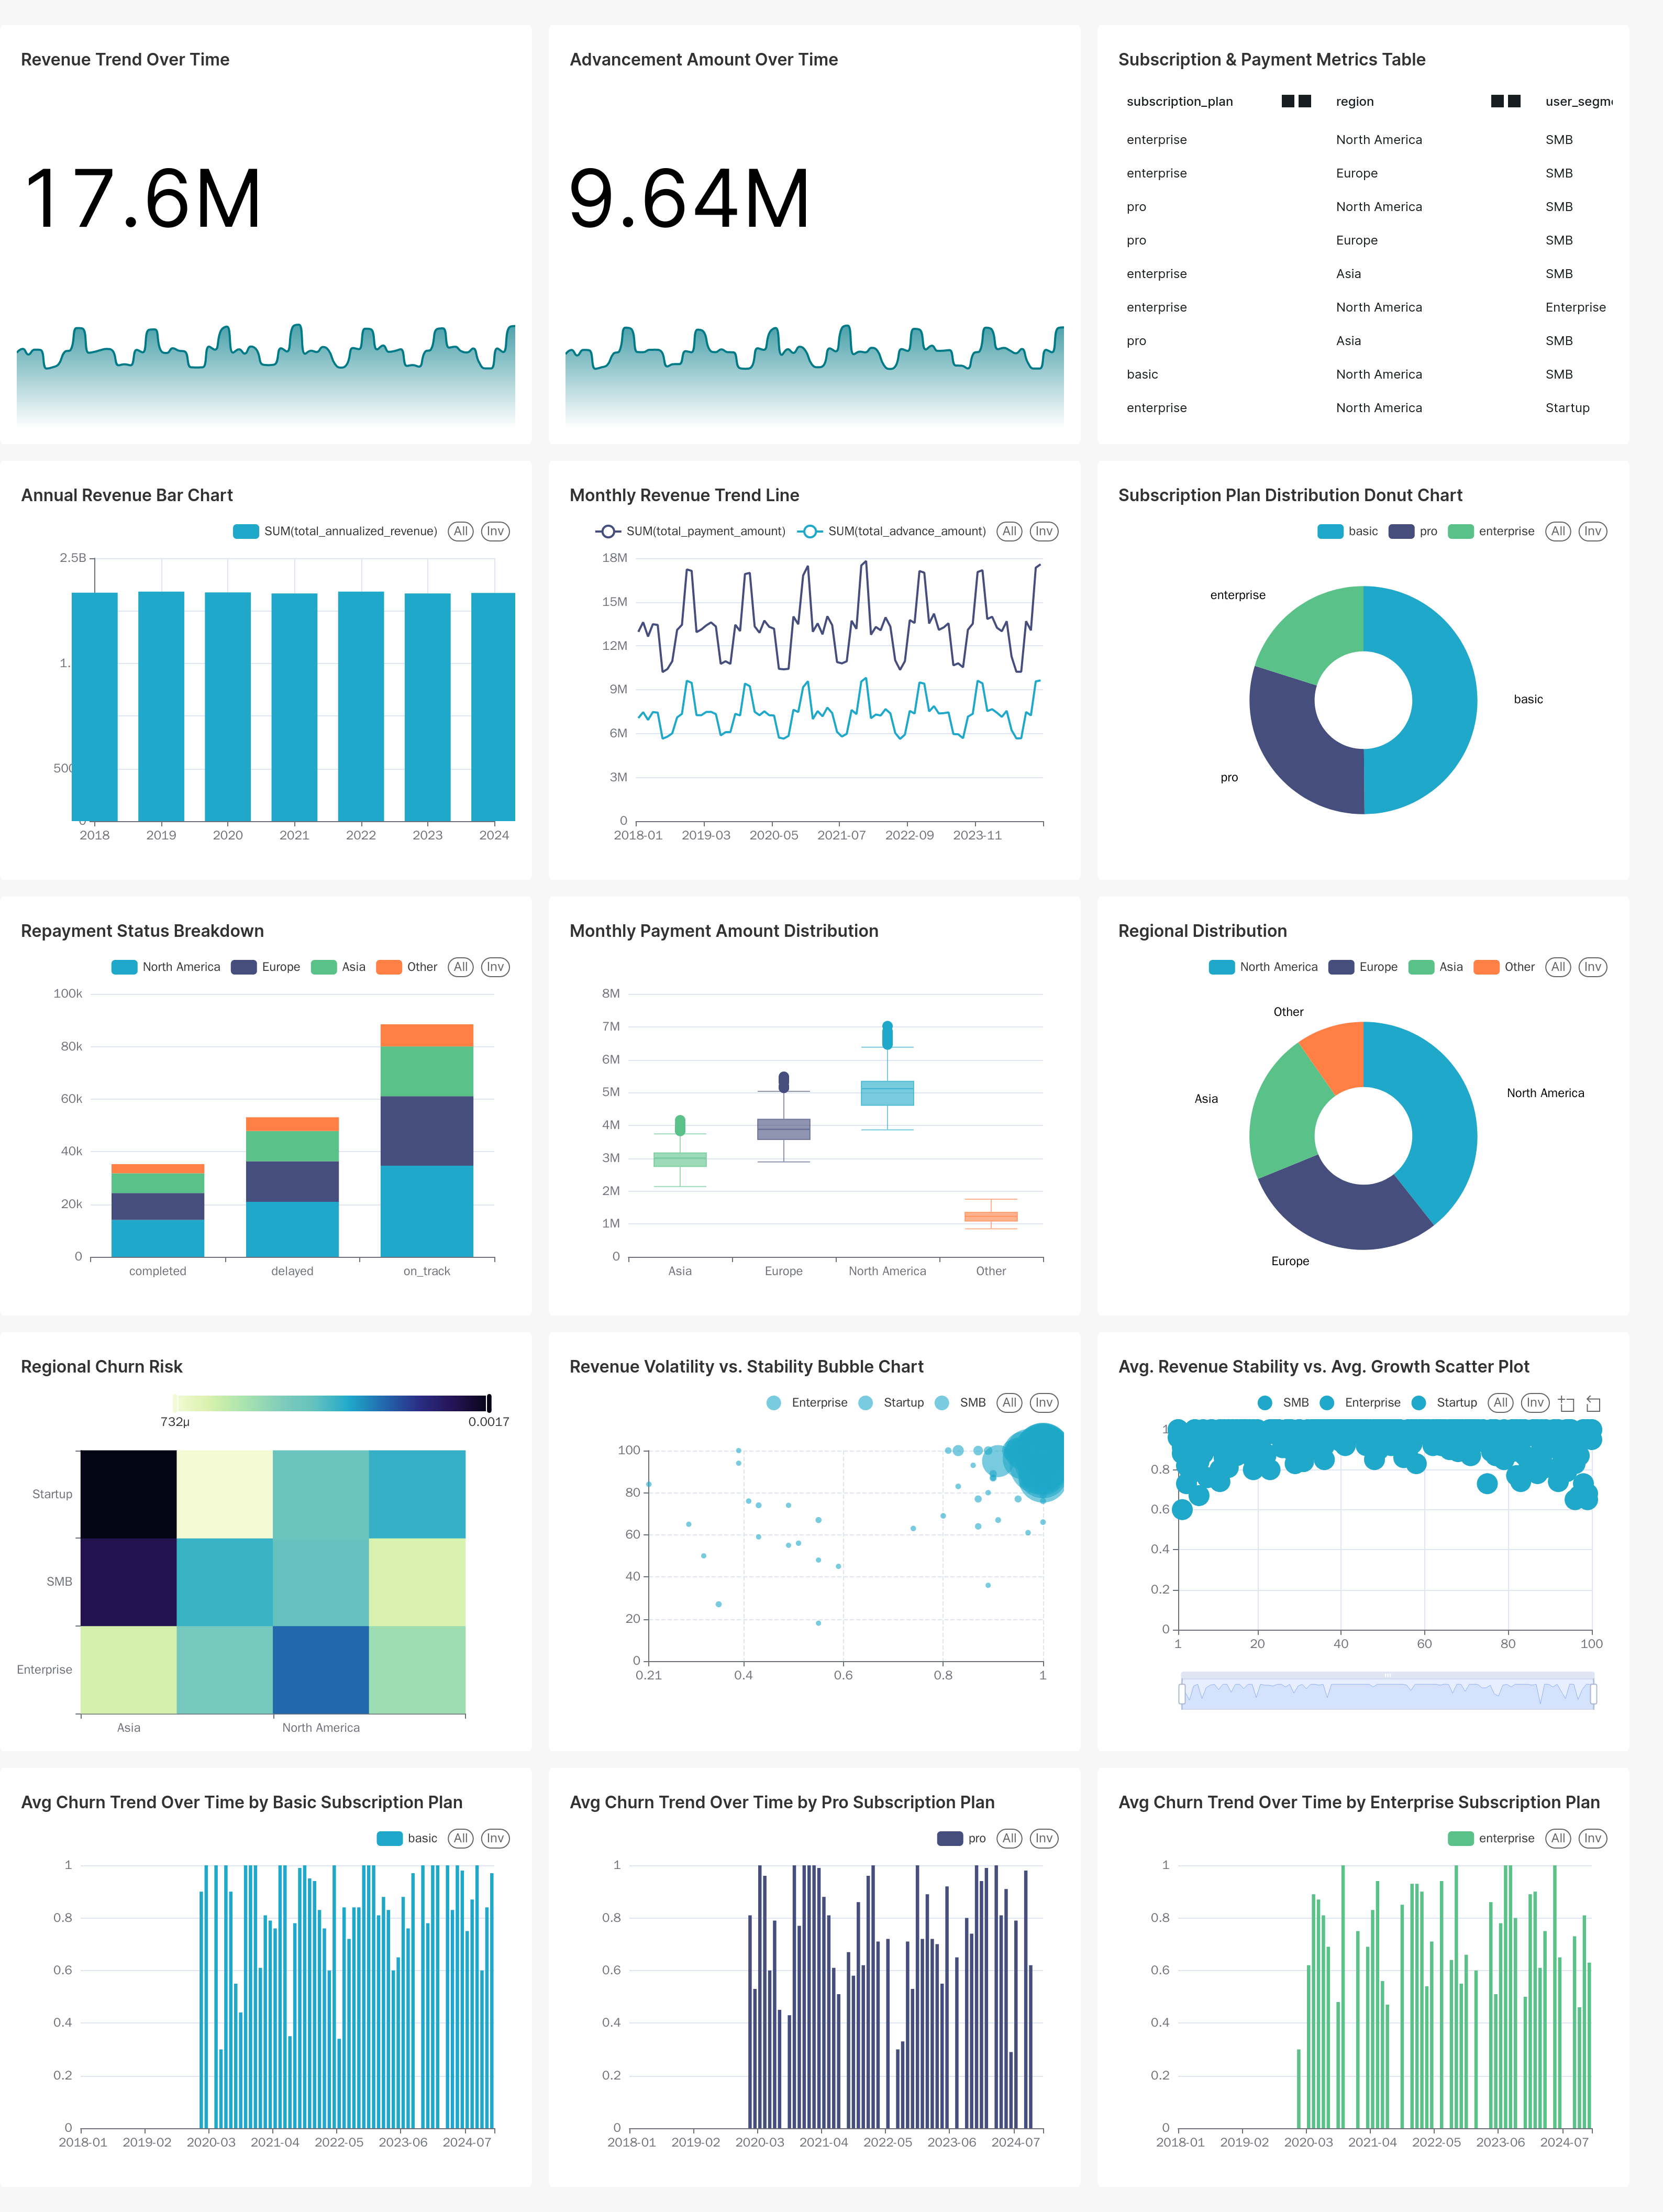 Revenue Trend Over Time
17.6M
Advancement Amount Over Time
9.64M
Subscription & Payment Metrics Table
subscription_plan region
enterprise North America SMB
enterprise Europe SMB
pro North America SMB
pro Europe SMB
enterprise Asia SMB
enterprise North America Enterprise
pro Asia SMB
basic North America SMB
enterprise North America Startup
Annual Revenue Bar Chart
SUM(total_annualized_revenue) All Inv
2.5B
2018 2019 2020 2021 2022 2023 2024
Monthly Revenue Trend Line
SUM(total_payment_amount) SUM(total_advance_amount) All Inv
18M
15M
12M
9M
6M
3M
0
2018-01 2019-03 2020-05 2021-07 2022-09 2023-11
Subscription Plan Distribution Donut Chart
basic pro enterprise All Inv
enterprise
basic
pro
Repayment Status Breakdown
North America Europe Asia Other All Inv
100k
80k
60k
40k
20k
0
completed delayed on_track
Monthly Payment Amount Distribution
8M
7M
6M
5M
4M
3M
2M
1M
0
Asia Europe North America Other
Regional Distribution
North America Europe Asia Other All Inv
Other
North America
Asia
Europe
Regional Churn Risk
732µ 0.0017
Startup
SMB
Enterprise
Asia North America
Revenue Volatility vs. Stability Bubble Chart
Enterprise Startup SMB All Inv
100
80
60
40
20
0
0.21 0.4 0.6 0.8 1
Avg. Revenue Stability vs. Avg. Growth Scatter Plot
SMB Enterprise Startup All Inv
1
0.8
0.6
0.4
0.2
0
1 20 40 60 80 100
Avg Churn Trend Over Time by Basic Subscription Plan
basic All Inv
1
0.8
0.6
0.4
0.2
0
2018-01 2019-02 2020-03 2021-04 2022-05 2023-06 2024-07
Avg Churn Trend Over Time by Pro Subscription Plan
pro All Inv
1
0.8
0.6
0.4
0.2
0
2018-01 2019-02 2020-03 2021-04 2022-05 2023-06 2024-07
Avg Churn Trend Over Time by Enterprise Subscription Plan
enterprise All Inv
1
0.8
0.6
0.4
0.2
0
2018-01 2019-02 2020-03 2021-04 2022-05 2023-06 2024-07